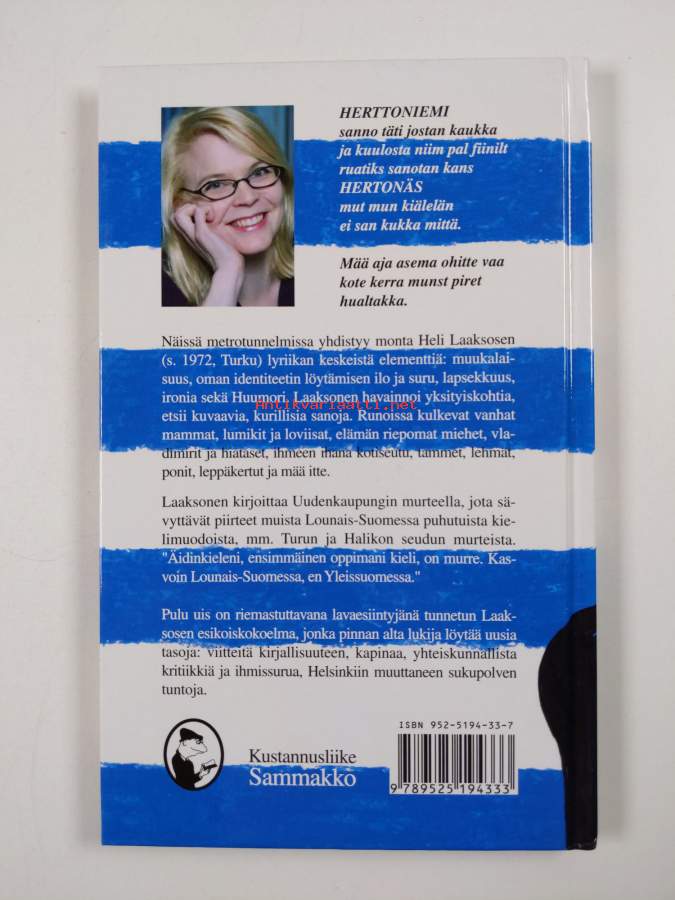 HERTTONIEMI
sanno täti jostan kaukka
ja kuulosta niim pal fiinilt
ruatiks sanotan kans
HERTONÄS
mut mun kiälelän
ei san kukka mittä.
Mää aja asema ohitte vaa
kote kerra munst piret
hualtakka.
Näissä metrotunnelmissa yhdistyy monta Heli Laaksosen
(s. 1972, Turku) lyriikan keskeistä elementtiä: muukalai-
suus, oman identiteetin löytämisen ilo ja suru, lapsekkuus,
ironia sekä Huumori. Laaksonen havainnoi yksityiskohtia,
etsii kuvaavia, kurillisia sanoja. Runoissa kulkevat vanhat
mammat, lumikit ja loviisat, elämän riepomat miehet, vla-
dimirit ja hiataset, ihmeen ihana kotiseutu, tammet, lehmät,
ponit, leppäkertut ja mää itte.
Antikvariaatti.net
Laaksonen kirjoittaa Uudenkaupungin murteella, jota sä-
vyttävät piirteet muista Lounais-Suomessa puhutuista kie-
limuodoista, mm. Turun ja Halikon seudun murteista.
"Äidinkieleni, ensimmäinen oppimani kieli, on murre. Kas-
voin Lounais-Suomessa, en Yleissuomessa."
Pulu uis on riemastuttavana lavaesiintyjänä tunnetun Laak-
sosen esikoiskokoelma, jonka pinnan alta lukija löytää uusia
tasoja: viitteitä kirjallisuuteen, kapinaa, yhteiskunnallista
kritiikkiä ja ihmissurua, Helsinkiin muuttaneen sukupolven
tuntoja.
ISBN 952-5194-33-7
Kustannusliike
Sammakko
9 789525 194333